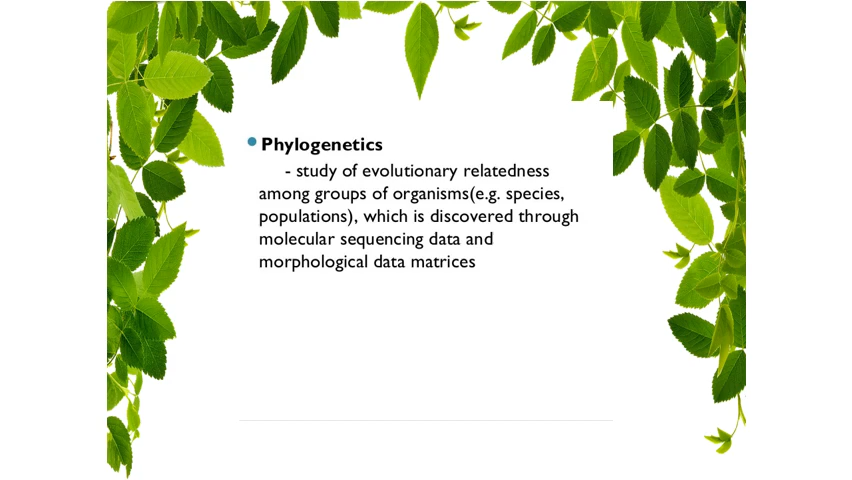 Phylogenetics
- study of evolutionary relatedness
among groups of organisms(e.g. species,
populations), which is discovered through
molecular sequencing data and
morphological data matrices